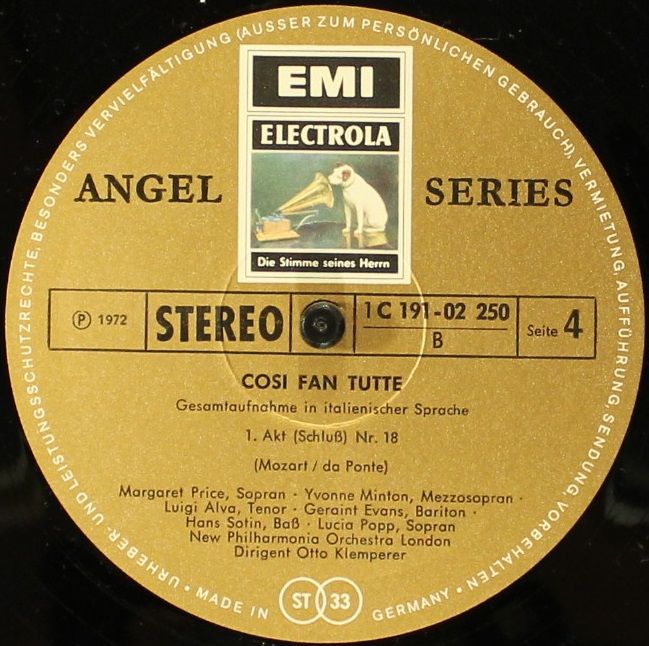 URHEBER- UND LEISTUNGSSCHUTZRECHTE, BESONDERS VERVIELFÄLTIGUNG (AUSSER ZUM PERSÖNLICHEN GEBRAUCH), VERMIETUNG, AUFFÜHRUNG, SENDUNG, VORBEHALTEN • MADE IN GERMANY •
EMI
ELECTROLA
Die Stimme seines Herrn
ANGEL SERIES
Ⓟ 1972 STEREO 1 C 191-02 250 B Seite 4
COSI FAN TUTTE
Gesamtaufnahme in italienischer Sprache
1. Akt (Schluß) Nr. 18
(Mozart / da Ponte)
Margaret Price, Sopran · Yvonne Minton, Mezzosopran ·
Luigi Alva, Tenor · Geraint Evans, Bariton ·
Hans Sotin, Baß · Lucia Popp, Sopran
New Philharmonia Orchestra London
Dirigent Otto Klemperer
ST 33